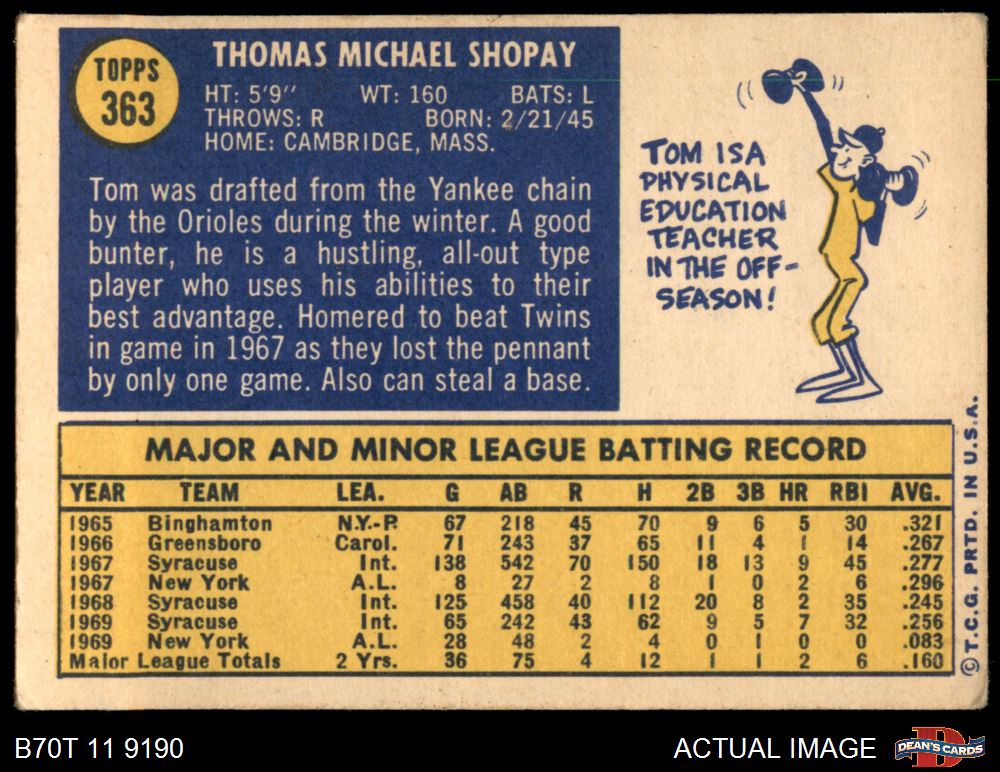 TOPPS
363
THOMAS MICHAEL SHOPAY
HT: 5'9" WT: 160 BATS: L
THROWS: R BORN: 2/21/45
HOME: CAMBRIDGE, MASS.
Tom was drafted from the Yankee chain
by the Orioles during the winter. A good
bunter, he is a hustling, all-out type
player who uses his abilities to their
best advantage. Homered to beat Twins
in game in 1967 as they lost the pennant
by only one game. Also can steal a base.
TOM IS A
PHYSICAL
EDUCATION
TEACHER
IN THE OFF-
SEASON!
MAJOR AND MINOR LEAGUE BATTING RECORD
YEAR TEAM LEA. G AB R H 2B 3B HR RBI AVG.
1965 Binghamton N.Y.-P. 67 218 45 70 9 6 5 30 .321
1966 Greensboro Carol. 71 243 37 65 11 4 1 14 .267
1967 Syracuse Int. 138 542 70 150 18 13 9 45 .277
1967 New York A.L. 8 27 2 8 1 0 2 6 .296
1968 Syracuse Int. 125 458 40 112 20 8 2 35 .245
1969 Syracuse Int. 65 242 43 62 9 5 7 32 .256
1969 New York A.L. 28 48 2 4 0 1 0 0 .083
Major League Totals 2 Yrs. 36 75 4 12 1 1 2 6 .160
© T.C.G. PRTD. IN U.S.A.
B70T 11 9190
ACTUAL IMAGE
DEAN'S CARDS